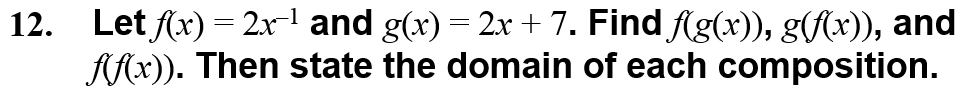 12. Let f(x) = 2x⁻¹ and g(x) = 2x + 7. Find f(g(x)), g(f(x)), and
f(f(x)). Then state the domain of each composition.